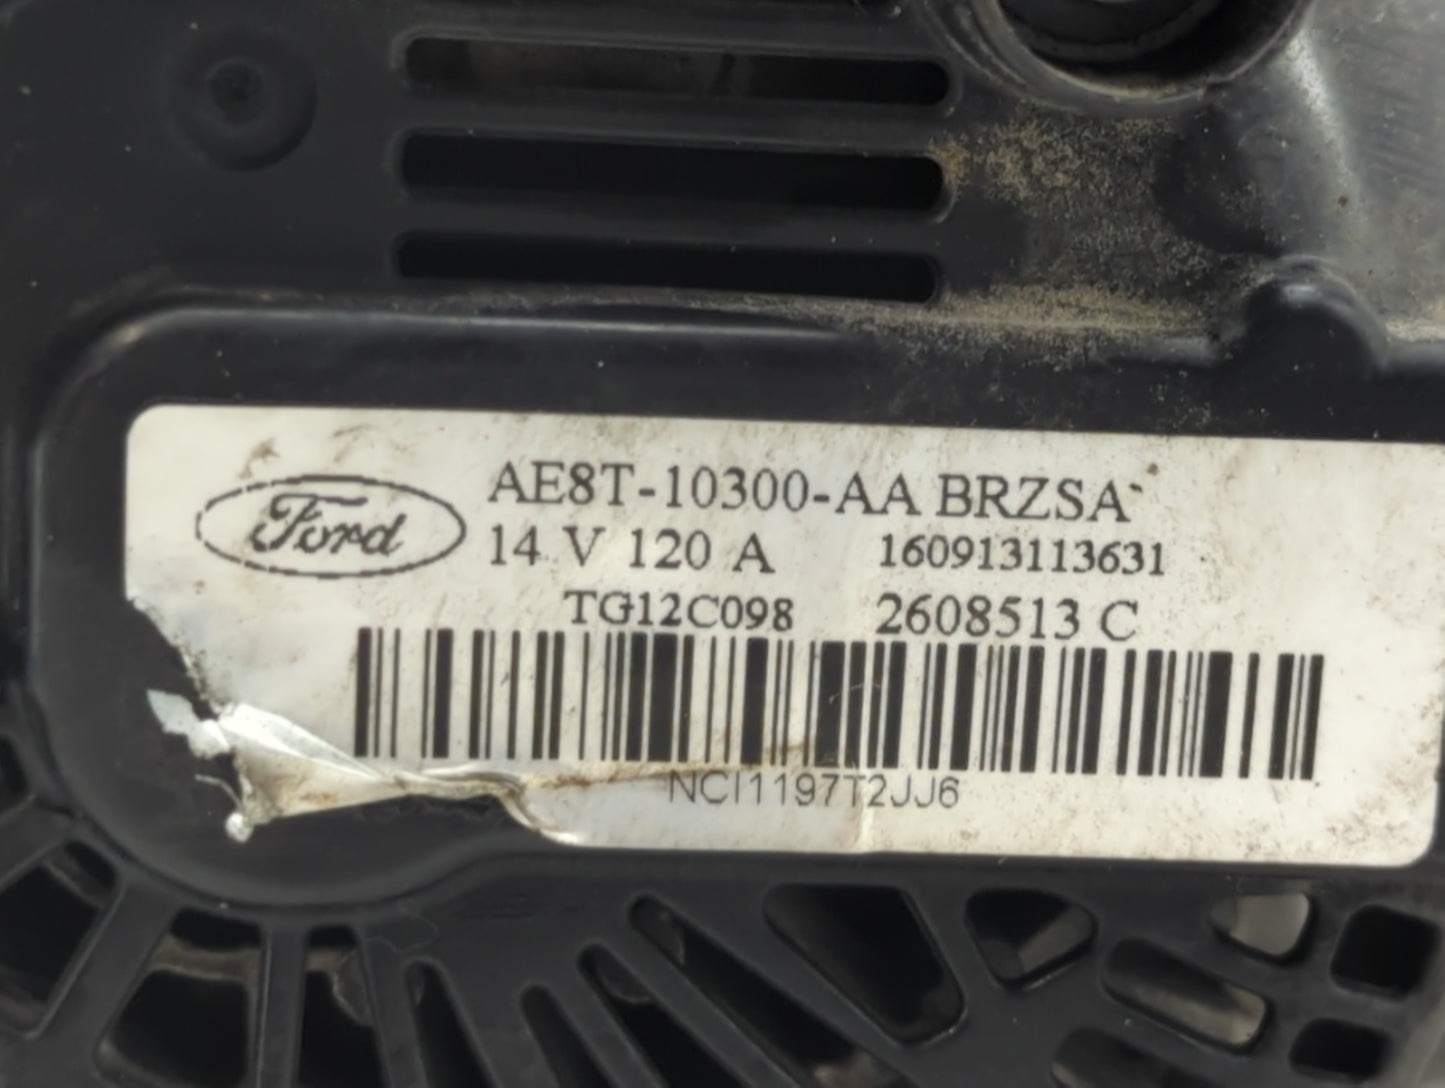 Ford
AE8T-10300-AA BRZSA
14 V 120 A 160913113631
TG12C098 2608513 C
NCI1197T2JJ6